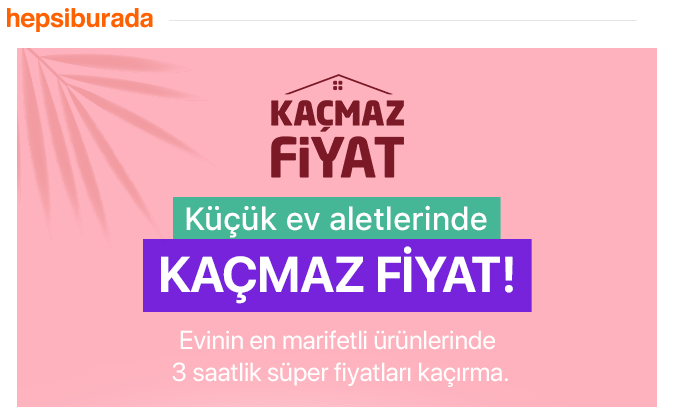 hepsiburada
KAÇMAZ
FİYAT
Küçük ev aletlerinde
KAÇMAZ FİYAT!
Evinin en marifetli ürünlerinde
3 saatlik süper fiyatları kaçırma.